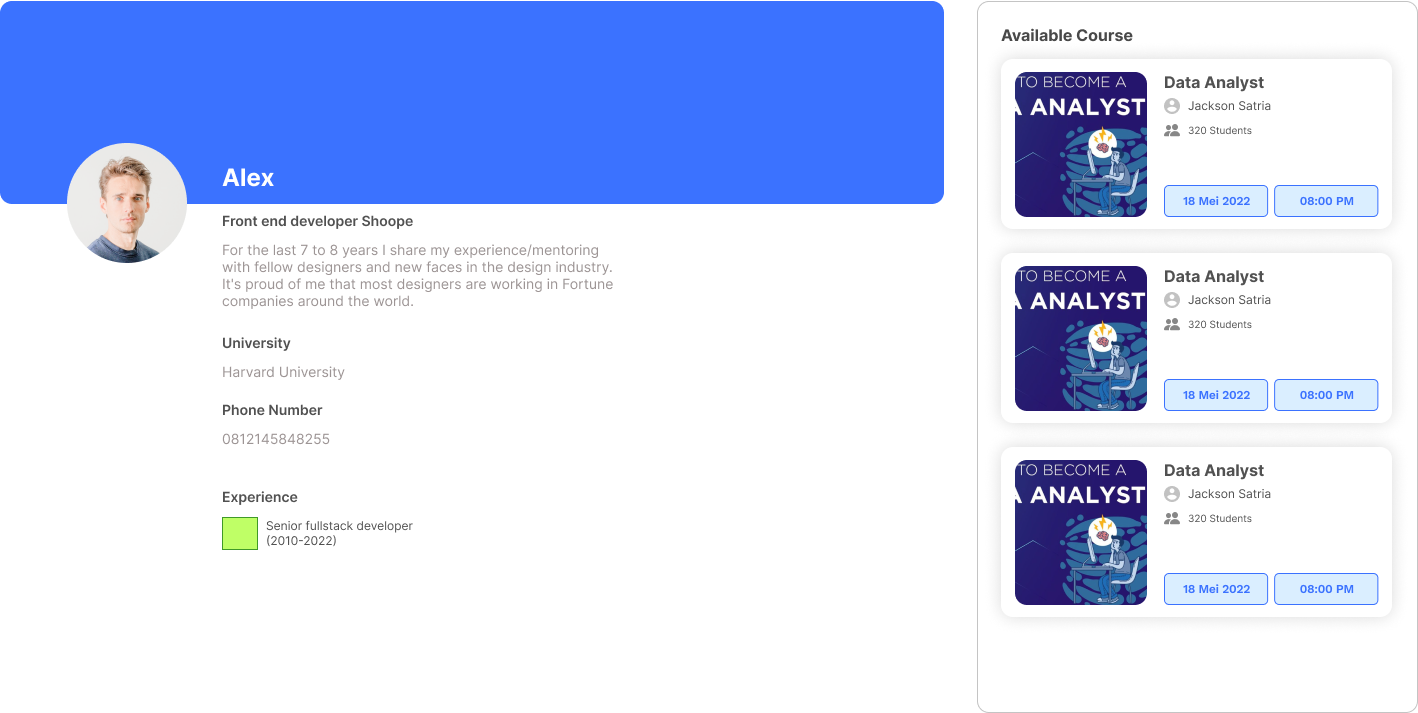 Alex
Front end developer Shoope
For the last 7 to 8 years I share my experience/mentoring
with fellow designers and new faces in the design industry.
It's proud of me that most designers are working in Fortune
companies around the world.
University
Harvard University
Phone Number
0812145848255
Experience
Senior fullstack developer
(2010-2022)
Available Course
TO BECOME A
A ANALYST
Data Analyst
Jackson Satria
320 Students
18 Mei 2022
08:00 PM
TO BECOME A
A ANALYST
Data Analyst
Jackson Satria
320 Students
18 Mei 2022
08:00 PM
TO BECOME A
A ANALYST
Data Analyst
Jackson Satria
320 Students
18 Mei 2022
08:00 PM